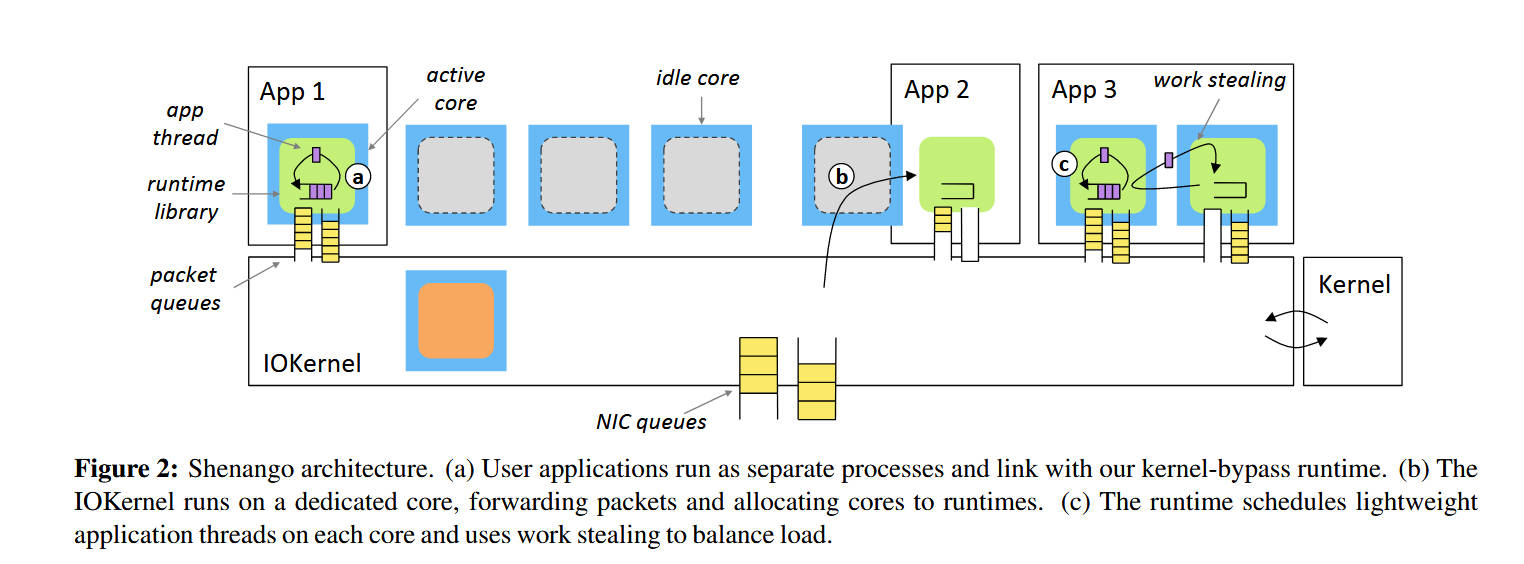 App 1
active
core
idle core
App 2
App 3
work stealing
app
thread
a
b
c
runtime
library
packet
queues
IOKernel
NIC queues
Kernel
Figure 2: Shenango architecture. (a) User applications run as separate processes and link with our kernel-bypass runtime. (b) The
IOKernel runs on a dedicated core, forwarding packets and allocating cores to runtimes. (c) The runtime schedules lightweight
application threads on each core and uses work stealing to balance load.